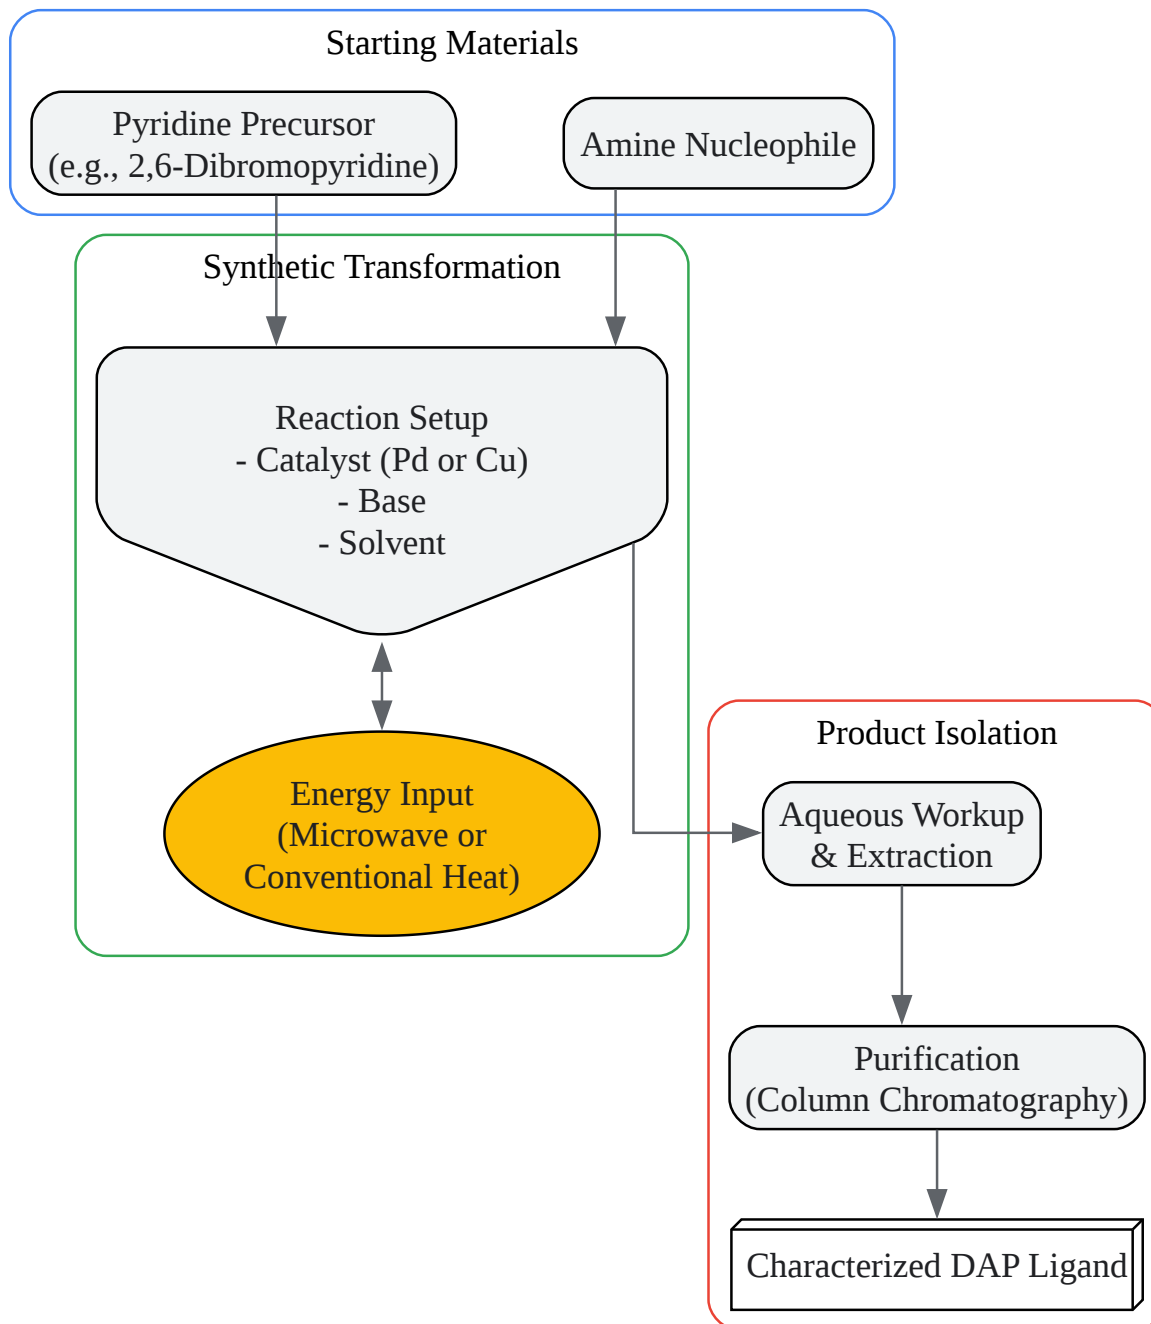 Starting Materials
Pyridine Precursor
(e.g., 2,6-Dibromopyridine)
Amine Nucleophile
Synthetic Transformation
Reaction Setup
- Catalyst (Pd or Cu)
- Base
- Solvent
Energy Input
(Microwave or
Conventional Heat)
Product Isolation
Aqueous Workup
& Extraction
Purification
(Column Chromatography)
Characterized DAP Ligand